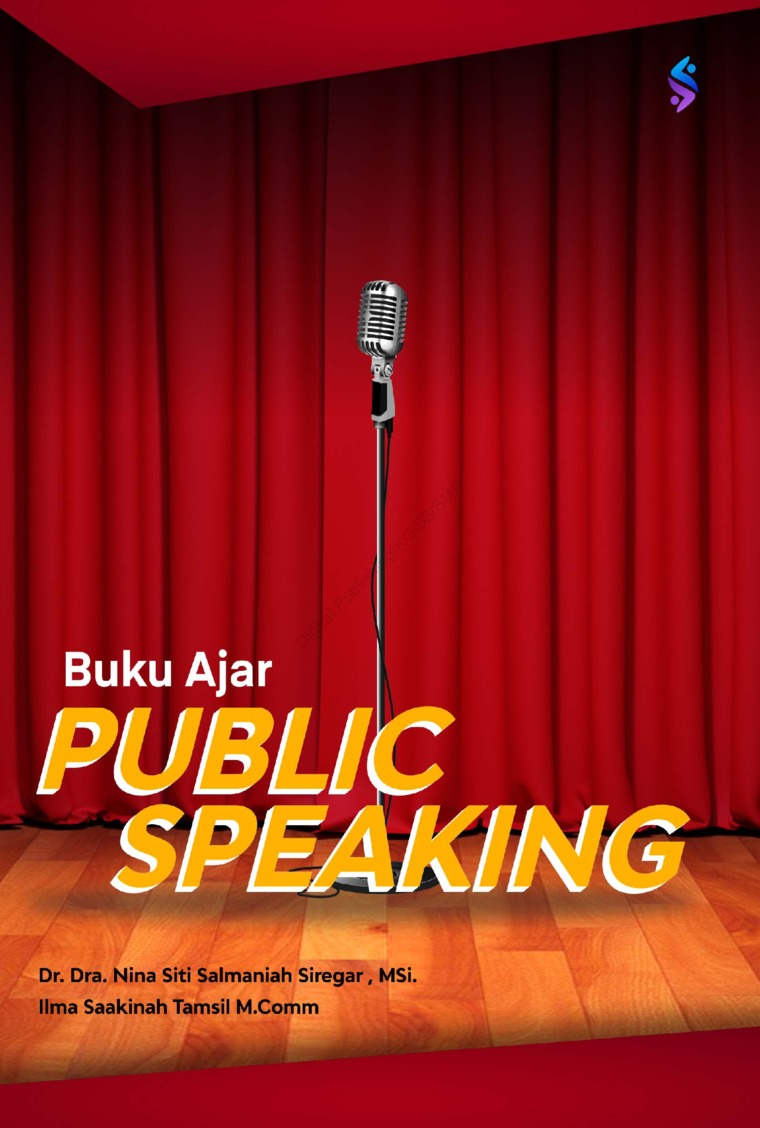 Buku Ajar
PUBLIC
SPEAKING
Dr. Dra. Nina Siti Salmaniah Siregar , MSi.
Ilma Saakinah Tamsil M.Comm